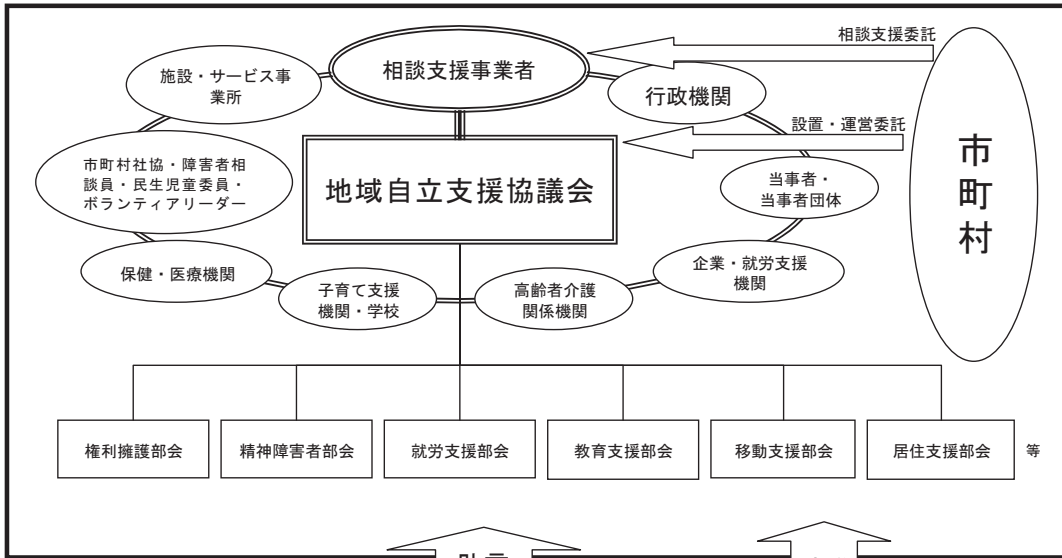 相談支援委託
相談支援事業者
施設・サービス事
業所
行政機関
設置・運営委託
市
町
村
市町村社協・障害者相
談員・民生児童委員・
ボランティアリーダー
地域自立支援協議会
当事者・
当事者団体
保健・医療機関
企業・就労支援
機関
子育て支援
機関・学校
高齢者介護
関係機関
権利擁護部会
精神障害者部会
就労支援部会
教育支援部会
移動支援部会
居住支援部会
等